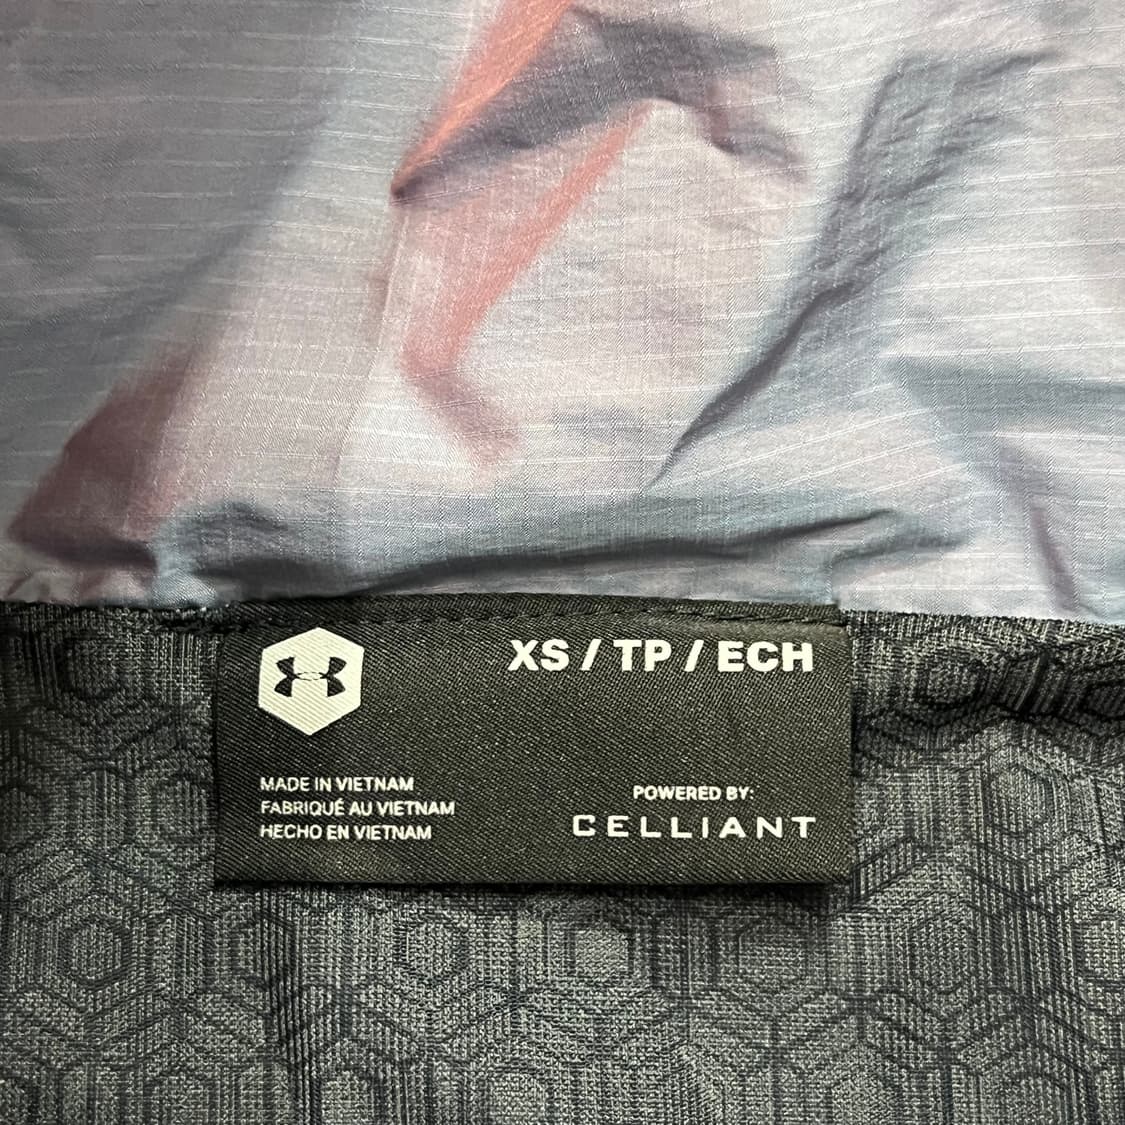 XS / TP / ECH
MADE IN VIETNAM
FABRIQUÉ AU VIETNAM
HECHO EN VIETNAM
POWERED BY:
CELLIANT